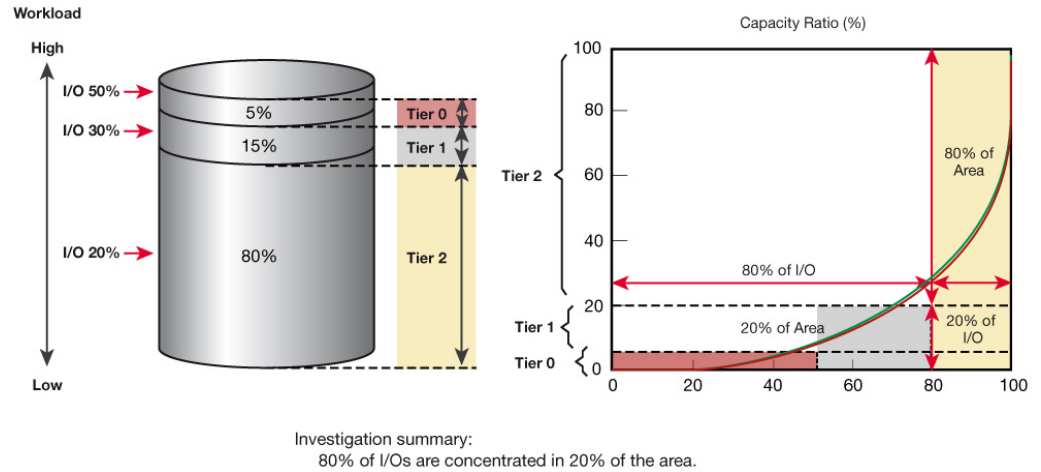 Workload
High
I/O 50%
5%
Tier 0
I/O 30%
15%
Tier 1
I/O 20%
80%
Tier 2
Low
Capacity Ratio (%)
100
80
60
40
20
0
Tier 2
Tier 1
Tier 0
80% of
Area
80% of I/O
20% of Area
20% of
I/O
0 20 40 60 80 100
Investigation summary:
80% of I/Os are concentrated in 20% of the area.